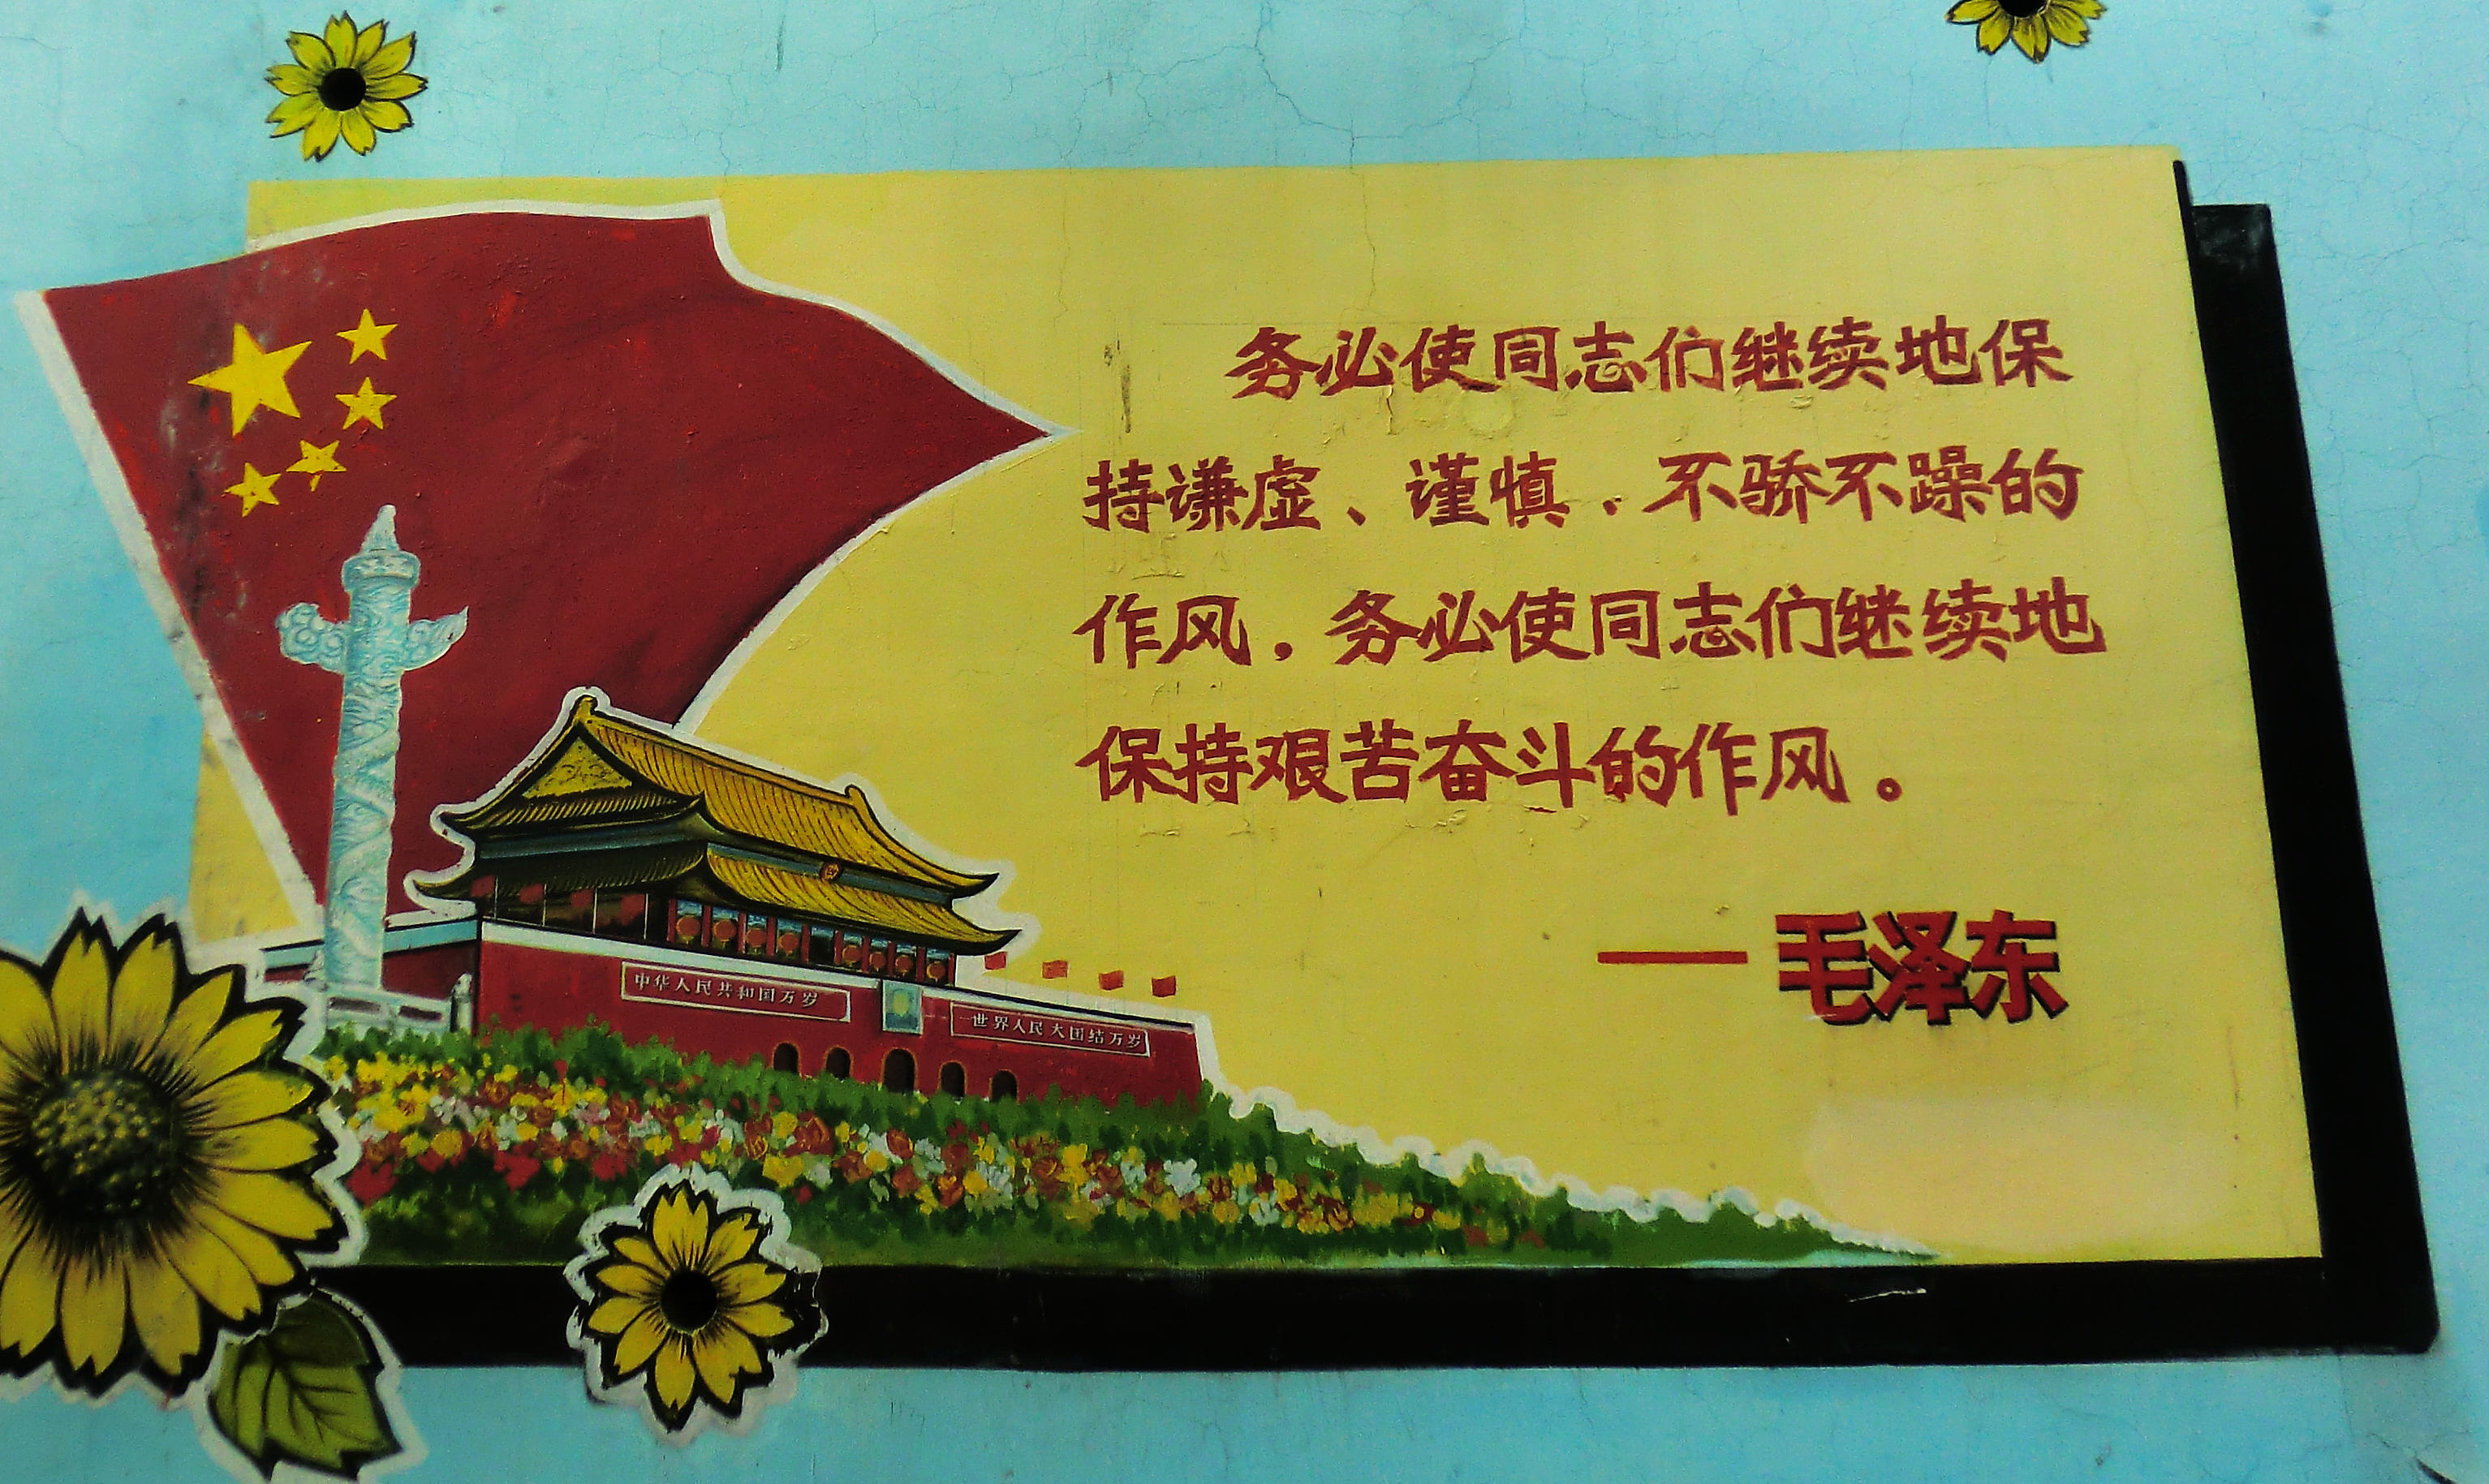 务必使同志们继续地保
持谦虚、谨慎、不骄不躁的
作风，务必使同志们继续地
保持艰苦奋斗的作风。
——毛泽东
中华人民共和国万岁
世界人民大团结万岁